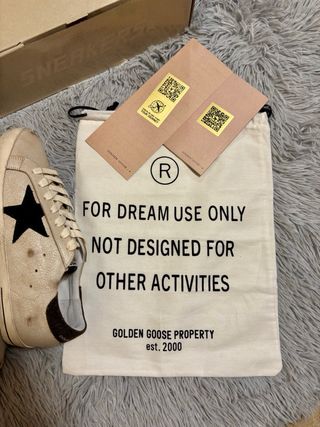 ®
FOR DREAM USE ONLY
NOT DESIGNED FOR
OTHER ACTIVITIES
GOLDEN GOOSE PROPERTY
est. 2000